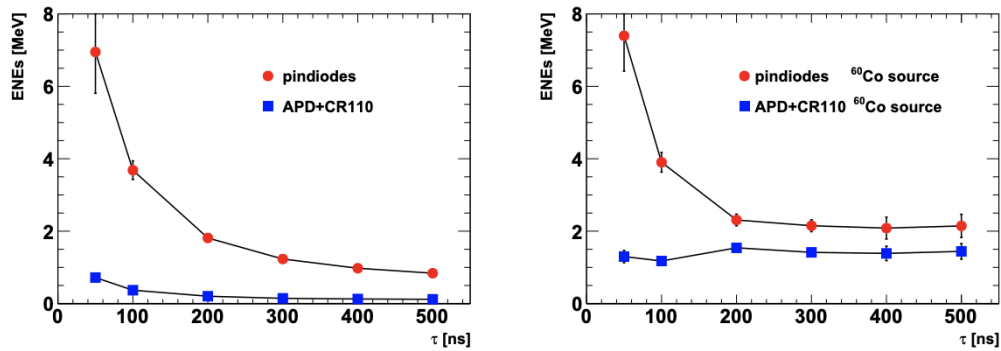 ENEs [MeV]
8
6
4
2
0
pindiodes
APD+CR110
0 100 200 300 400 500
τ [ns]
ENEs [MeV]
8
6
4
2
0
pindiodes ⁶⁰Co source
APD+CR110 ⁶⁰Co source
0 100 200 300 400 500
τ [ns]